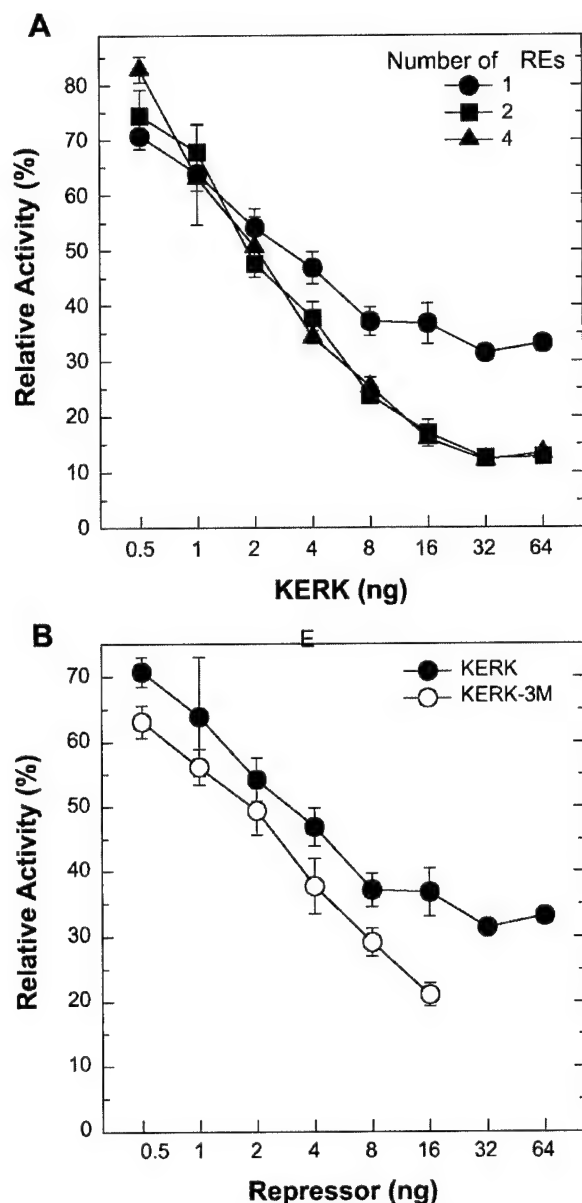 A
Number of REs
1
2
4
80
70
60
50
40
30
20
10
0
Relative Activity (%)
0.5 1 2 4 8 16 32 64
KERK (ng)
B
E
KERK
KERK-3M
70
60
50
40
30
20
10
0
Relative Activity (%)
0.5 1 2 4 8 16 32 64
Repressor (ng)